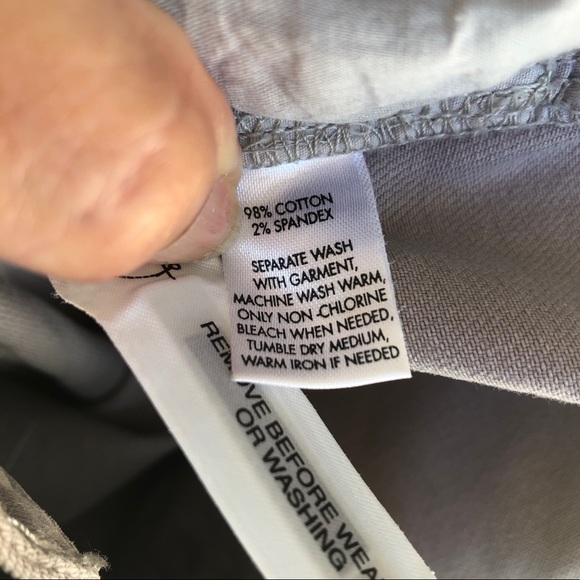 98% COTTON
2% SPANDEX
SEPARATE WASH
WITH GARMENT,
MACHINE WASH WARM,
ONLY NON-CHLORINE
BLEACH WHEN NEEDED,
TUMBLE DRY MEDIUM,
WARM IRON IF NEEDED
BEFORE
OR WASHING